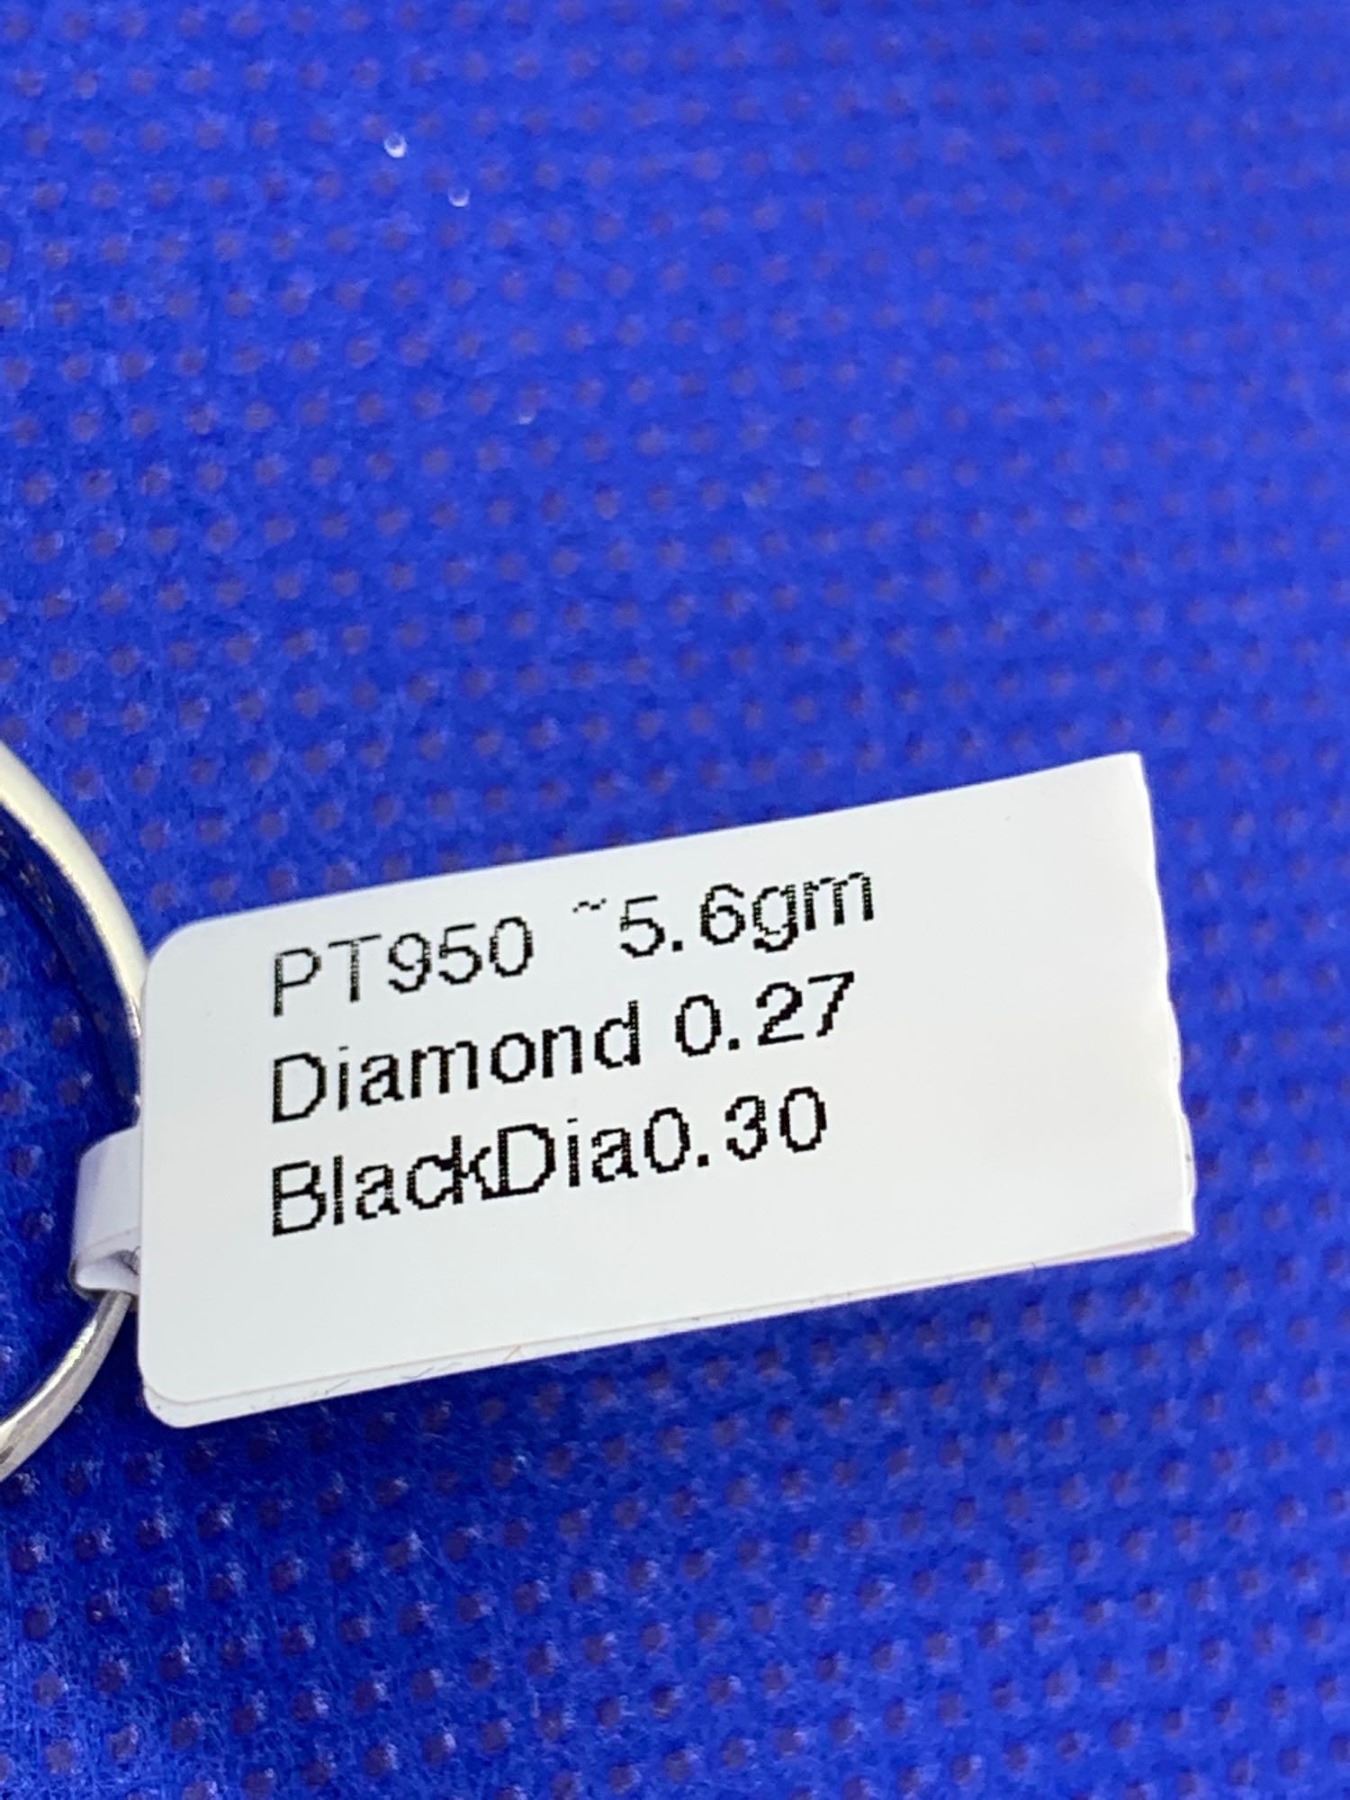 PT950 ~5.6gm
Diamond 0.27
BlackDia0.30